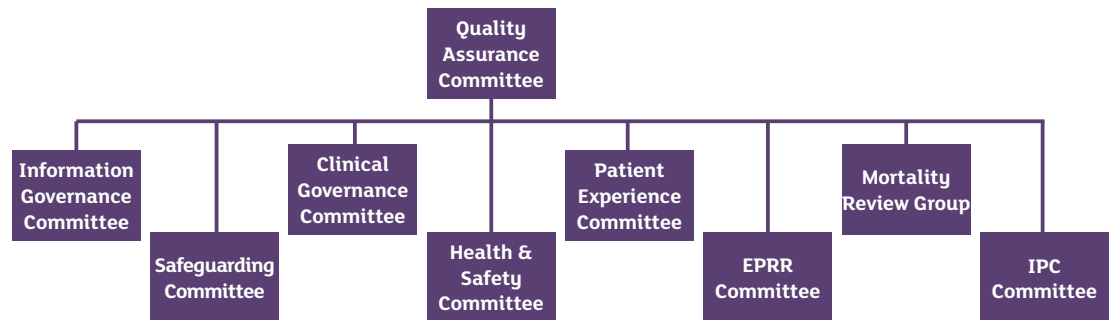 Quality
Assurance
Committee
Information
Governance
Committee
Safeguarding
Committee
Clinical
Governance
Committee
Health &
Safety
Committee
Patient
Experience
Committee
EPRR
Committee
Mortality
Review Group
IPC
Committee